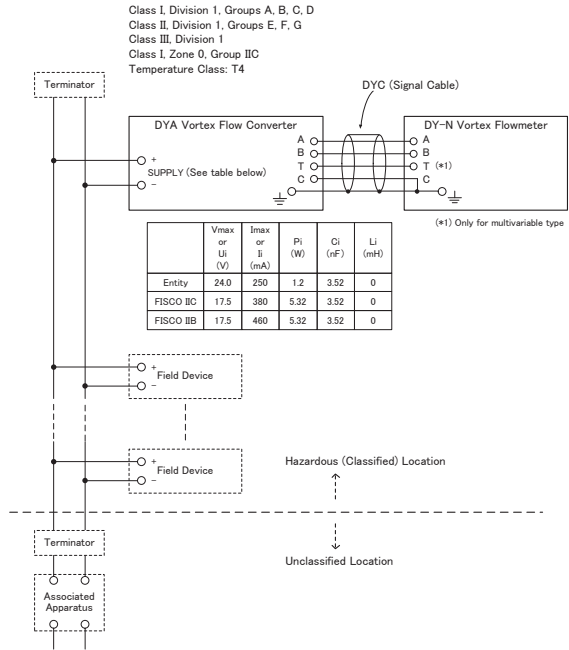 Class I, Division 1, Groups A, B, C, D
Class II, Division 1, Groups E, F, G
Class III, Division 1
Class I, Zone 0, Group IIC
Temperature Class: T4
Terminator
DYC (Signal Cable)
DYA Vortex Flow Converter
DY-N Vortex Flowmeter
A A
B B
+ T T (*1)
SUPPLY (See table below) C C
−
(*1) Only for multivariable type
Vmax or Ui (V) Imax or Ii (mA) Pi (W) Ci (nF) Li (mH)
Entity 24.0 250 1.2 3.52 0
FISCO IIC 17.5 380 5.32 3.52 0
FISCO IIB 17.5 460 5.32 3.52 0
+
Field Device
−
+
Field Device
−
Hazardous (Classified) Location
Terminator
Unclassified Location
Associated
Apparatus